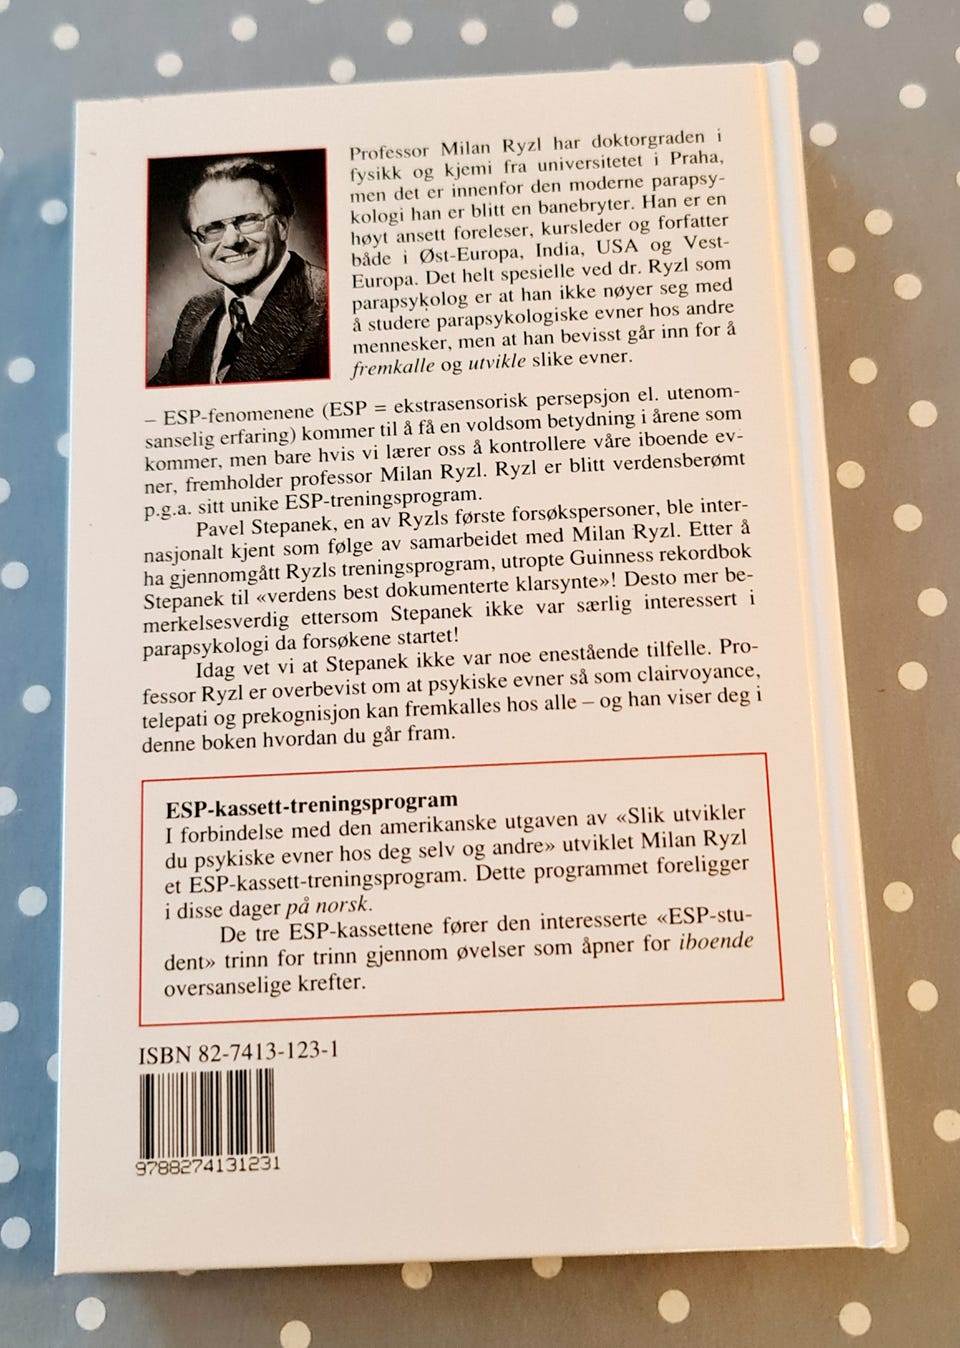 Professor Milan Ryzl har doktorgraden i
fysikk og kjemi fra universitetet i Praha,
men det er innenfor den moderne parapsy-
kologi han er blitt en banebryter. Han er en
høyt ansett foreleser, kursleder og forfatter
både i Øst-Europa, India, USA og Vest-
Europa. Det helt spesielle ved dr. Ryzl som
parapsykolog er at han ikke nøyer seg med
å studere parapsykologiske evner hos andre
mennesker, men at han bevisst går inn for å
fremkalle og utvikle slike evner.
– ESP-fenomenene (ESP = ekstrasensorisk persepsjon el. utenom-
sanselig erfaring) kommer til å få en voldsom betydning i årene som
kommer, men bare hvis vi lærer oss å kontrollere våre iboende ev-
ner, fremholder professor Milan Ryzl. Ryzl er blitt verdensberømt
p.g.a. sitt unike ESP-treningsprogram.
Pavel Stepanek, en av Ryzls første forsøkspersoner, ble inter-
nasjonalt kjent som følge av samarbeidet med Milan Ryzl. Etter å
ha gjennomgått Ryzls treningsprogram, utropte Guinness rekordbok
Stepanek til «verdens best dokumenterte klarsynte»! Desto mer be-
merkelsesverdig ettersom Stepanek ikke var særlig interessert i
parapsykologi da forsøkene startet!
Idag vet vi at Stepanek ikke var noe enestående tilfelle. Pro-
fessor Ryzl er overbevist om at psykiske evner så som clairvoyance,
telepati og prekognisjon kan fremkalles hos alle – og han viser deg i
denne boken hvordan du går fram.
ESP-kassett-treningsprogram
I forbindelse med den amerikanske utgaven av «Slik utvikler
du psykiske evner hos deg selv og andre» utviklet Milan Ryzl
et ESP-kassett-treningsprogram. Dette programmet foreligger
i disse dager på norsk.
De tre ESP-kassettene fører den interesserte «ESP-stu-
dent» trinn for trinn gjennom øvelser som åpner for iboende
oversanselige krefter.
ISBN 82-7413-123-1
9788274131231